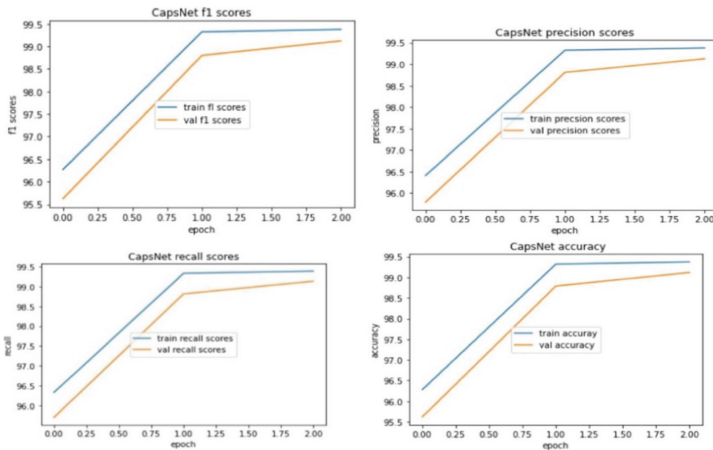 CapsNet f1 scores
99.5
99.0
98.5
98.0
97.5
97.0
96.5
96.0
95.5
f1 scores
train fl scores
val f1 scores
0.00 0.25 0.50 0.75 1.00 1.25 1.50 1.75 2.00
epoch
CapsNet precision scores
99.5
99.0
98.5
98.0
97.5
97.0
96.5
96.0
precision
train precsion scores
val precision scores
0.00 0.25 0.50 0.75 1.00 1.25 1.50 1.75 2.00
epoch
CapsNet recall scores
99.5
99.0
98.5
98.0
97.5
97.0
96.5
96.0
recall
train recall scores
val recall scores
0.00 0.25 0.50 0.75 1.00 1.25 1.50 1.75 2.00
epoch
CapsNet accuracy
99.5
99.0
98.5
98.0
97.5
97.0
96.5
96.0
95.5
accuracy
train accuray
val accuracy
0.00 0.25 0.50 0.75 1.00 1.25 1.50 1.75 2.00
epoch